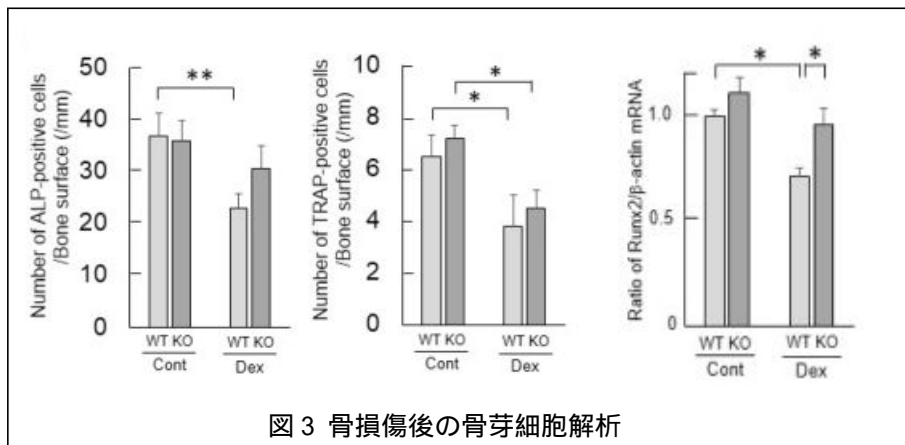 Number of ALP-positive cells
/Bone surface (/mm)
50
40
30
20
10
0
**
WT KO
WT KO
Cont
Dex
Number of TRAP-positive cells
/Bone surface (/mm)
10
8
6
4
2
0
*
*
WT KO
WT KO
Cont
Dex
Ratio of Runx2/β-actin mRNA
1.0
0.5
0
*
*
WT KO
WT KO
Cont
Dex
図 3 骨損傷後の骨芽細胞解析